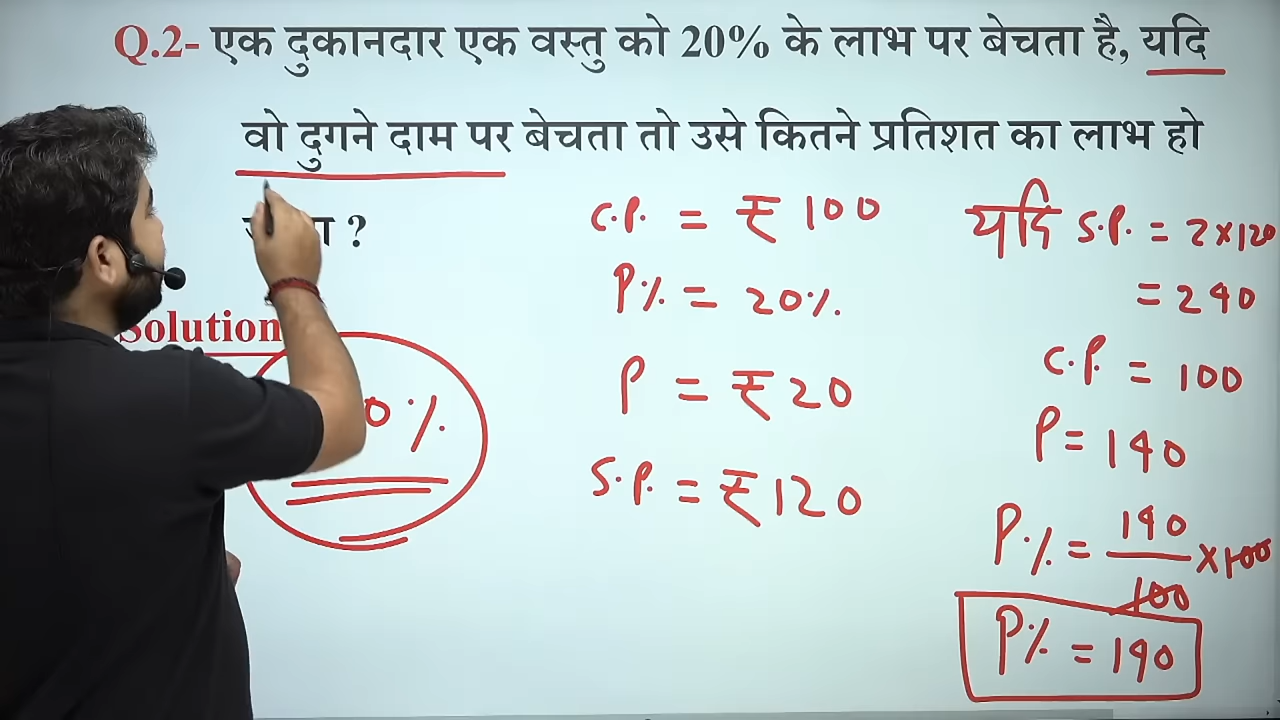 Q.2- एक दुकानदार एक वस्तु को 20% के लाभ पर बेचता है, यदि
वो दुगने दाम पर बेचता तो उसे कितने प्रतिशत का लाभ हो
?
Solution
0%
C.P. = ₹ 100
P% = 20%.
P = ₹20
S.P. = ₹120
यदि S.P. = 2×120
= 240
C.P. = 100
P = 140
P% = 140/100 ×100
P% = 140